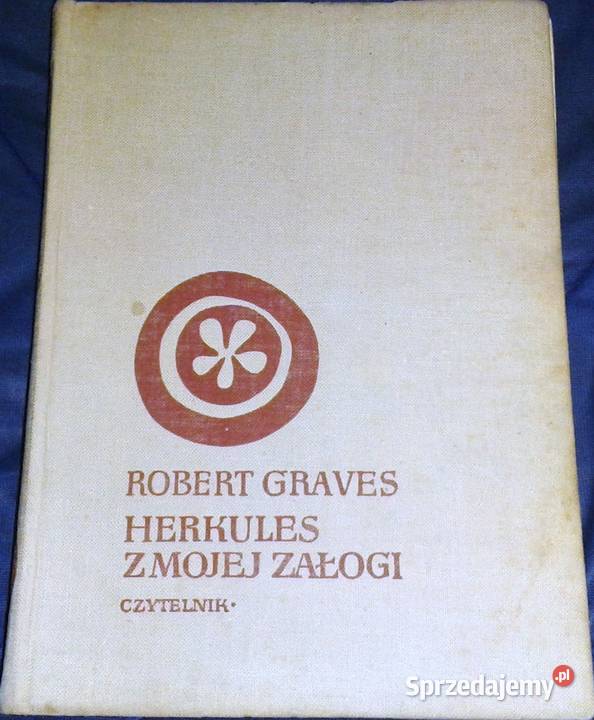 ROBERT GRAVES
HERKULES
Z MOJEJ ZAŁOGI
CZYTELNIK•
Sprzedajemy.pl